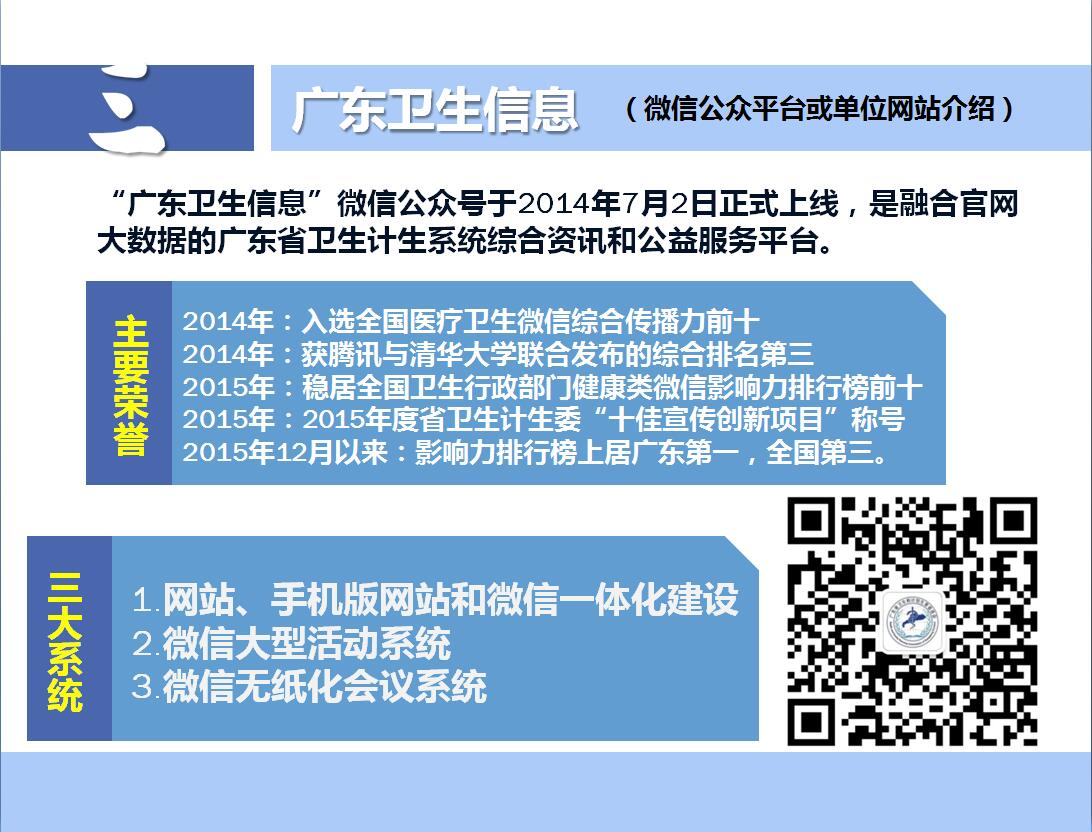 三
广东卫生信息
（微信公众平台或单位网站介绍）
“广东卫生信息”微信公众号于2014年7月2日正式上线，是融合官网
大数据的广东省卫生计生系统综合资讯和公益服务平台。
主要荣誉
2014年：入选全国医疗卫生微信综合传播力前十
2014年：获腾讯与清华大学联合发布的综合排名第三
2015年：稳居全国卫生行政部门健康类微信影响力排行榜前十
2015年：2015年度省卫生计生委“十佳宣传创新项目”称号
2015年12月以来：影响力排行榜上居广东第一，全国第三。
三大系统
1.网站、手机版网站和微信一体化建设
2.微信大型活动系统
3.微信无纸化会议系统